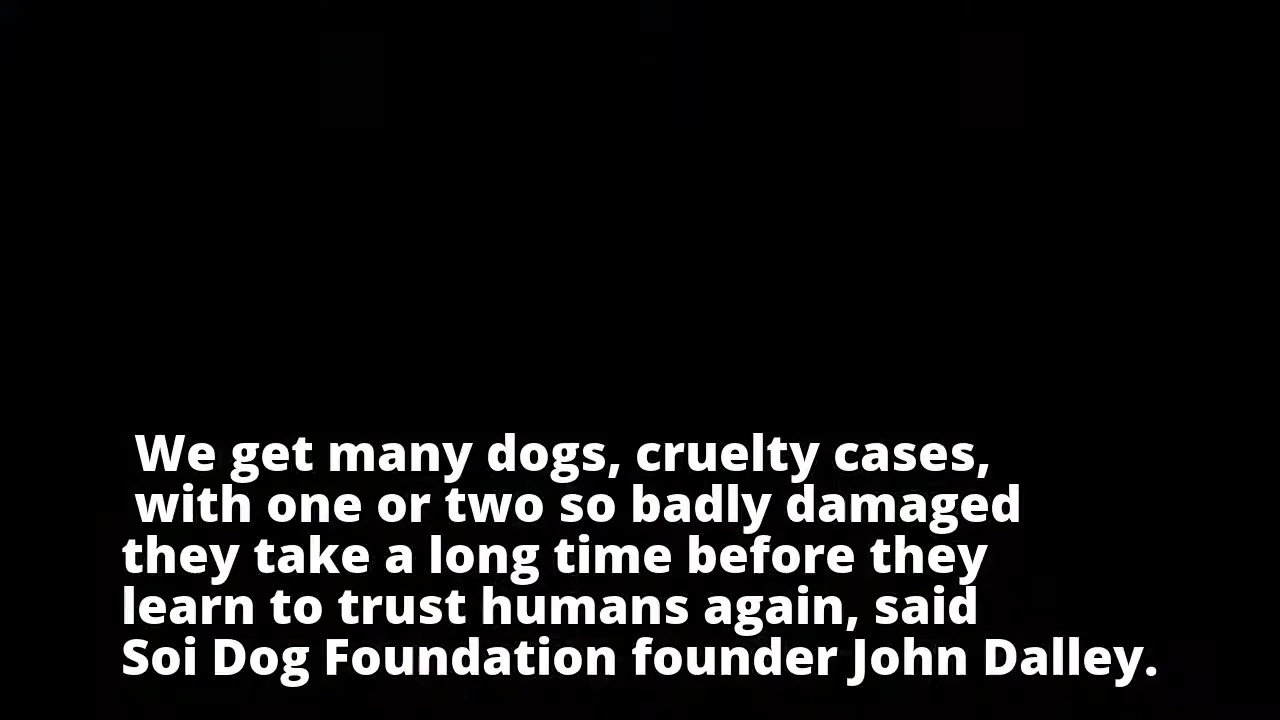 We get many dogs, cruelty cases,
with one or two so badly damaged
they take a long time before they
learn to trust humans again, said
Soi Dog Foundation founder John Dalley.